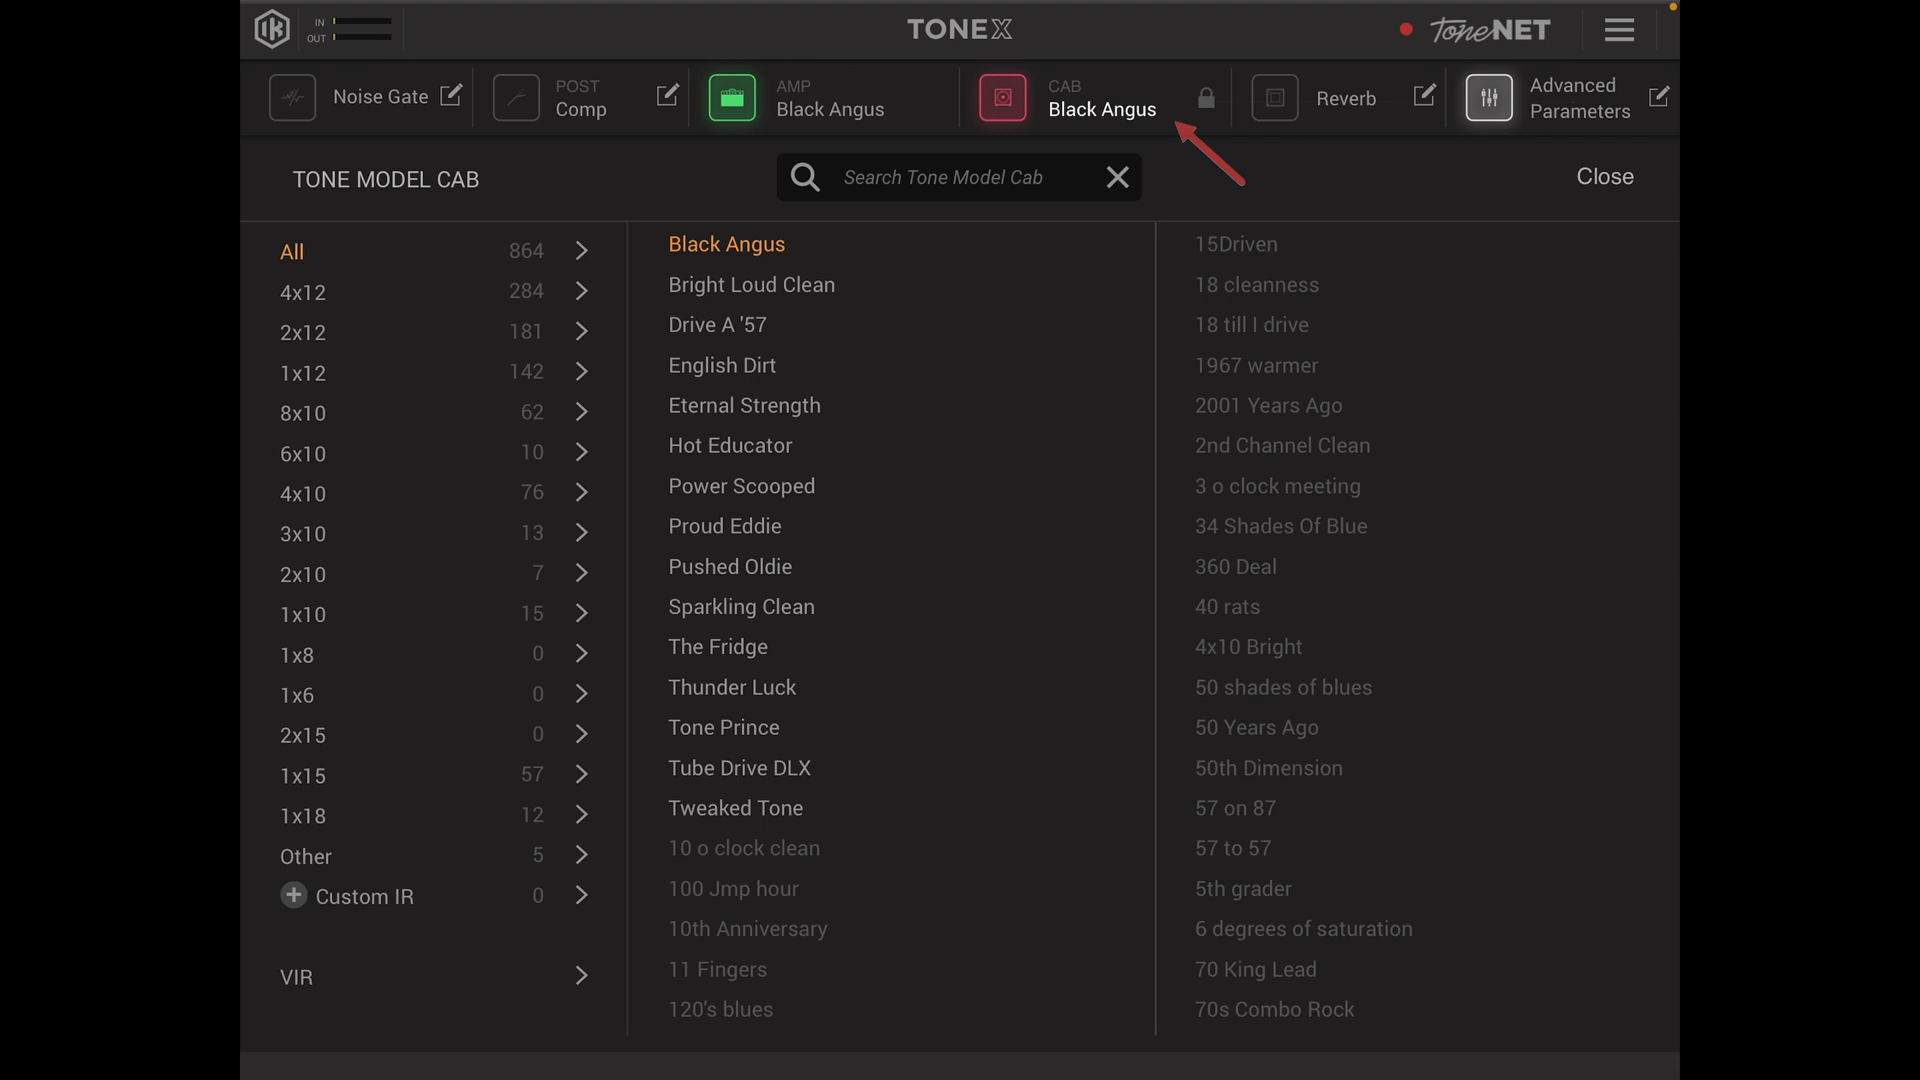 IN
OUT
TONEX
ToneNET
Noise Gate
POST
Comp
AMP
Black Angus
CAB
Black Angus
Reverb
Advanced
Parameters
TONE MODEL CAB
Search Tone Model Cab
Close
All 864
4x12 284
2x12 181
1x12 142
8x10 62
6x10 10
4x10 76
3x10 13
2x10 7
1x10 15
1x8 0
1x6 0
2x15 0
1x15 57
1x18 12
Other 5
Custom IR 0
VIR
Black Angus
Bright Loud Clean
Drive A '57
English Dirt
Eternal Strength
Hot Educator
Power Scooped
Proud Eddie
Pushed Oldie
Sparkling Clean
The Fridge
Thunder Luck
Tone Prince
Tube Drive DLX
Tweaked Tone
10 o clock clean
100 Jmp hour
10th Anniversary
11 Fingers
120's blues
15Driven
18 cleanness
18 till I drive
1967 warmer
2001 Years Ago
2nd Channel Clean
3 o clock meeting
34 Shades Of Blue
360 Deal
40 rats
4x10 Bright
50 shades of blues
50 Years Ago
50th Dimension
57 on 87
57 to 57
5th grader
6 degrees of saturation
70 King Lead
70s Combo Rock